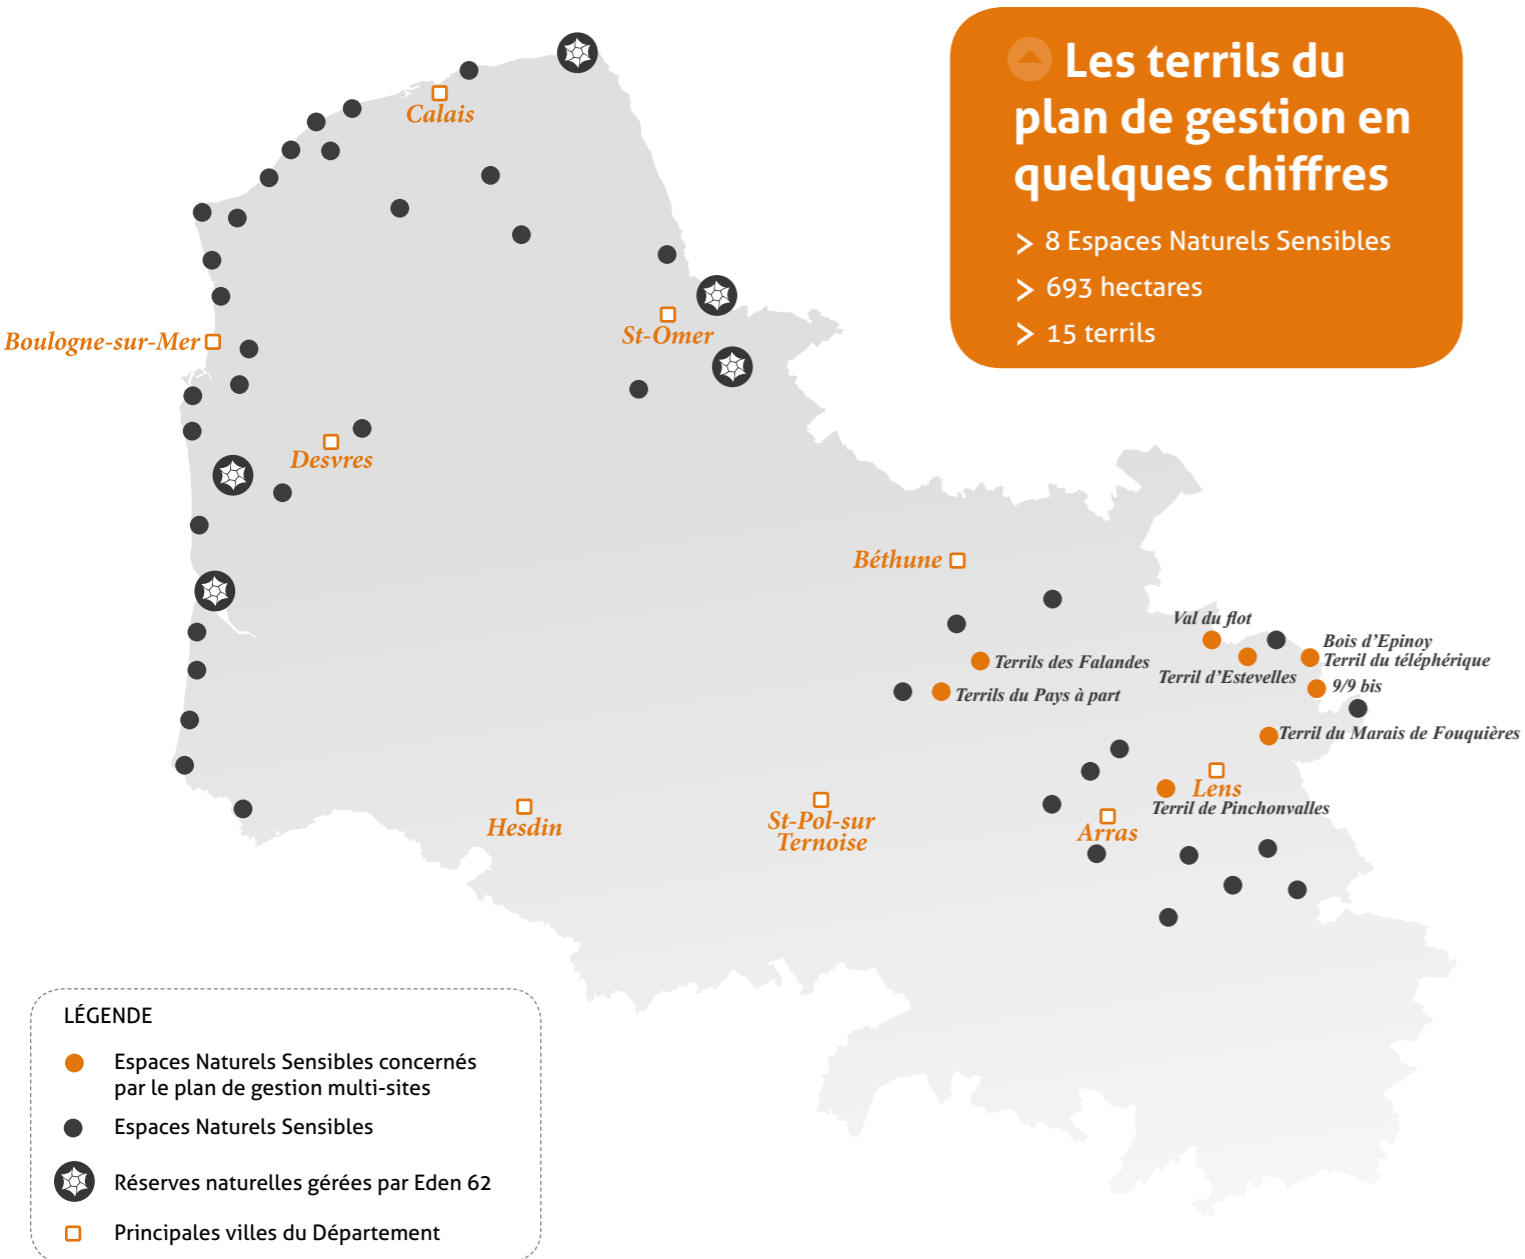 Les terrils du
plan de gestion en
quelques chiffres
> 8 Espaces Naturels Sensibles
> 693 hectares
> 15 terrils
Calais
St-Omer
Boulogne-sur-Mer
Desvres
Béthune
Val du flot
Bois d'Epinoy
Terril du téléphérique
Terrils des Falandes
Terril d'Estevelles
9/9 bis
Terrils du Pays à part
Terril du Marais de Fouquières
Lens
Terril de Pinchonvalles
Hesdin
St-Pol-sur
Ternoise
Arras
LÉGENDE
Espaces Naturels Sensibles concernés
par le plan de gestion multi-sites
Espaces Naturels Sensibles
Réserves naturelles gérées par Eden 62
Principales villes du Département